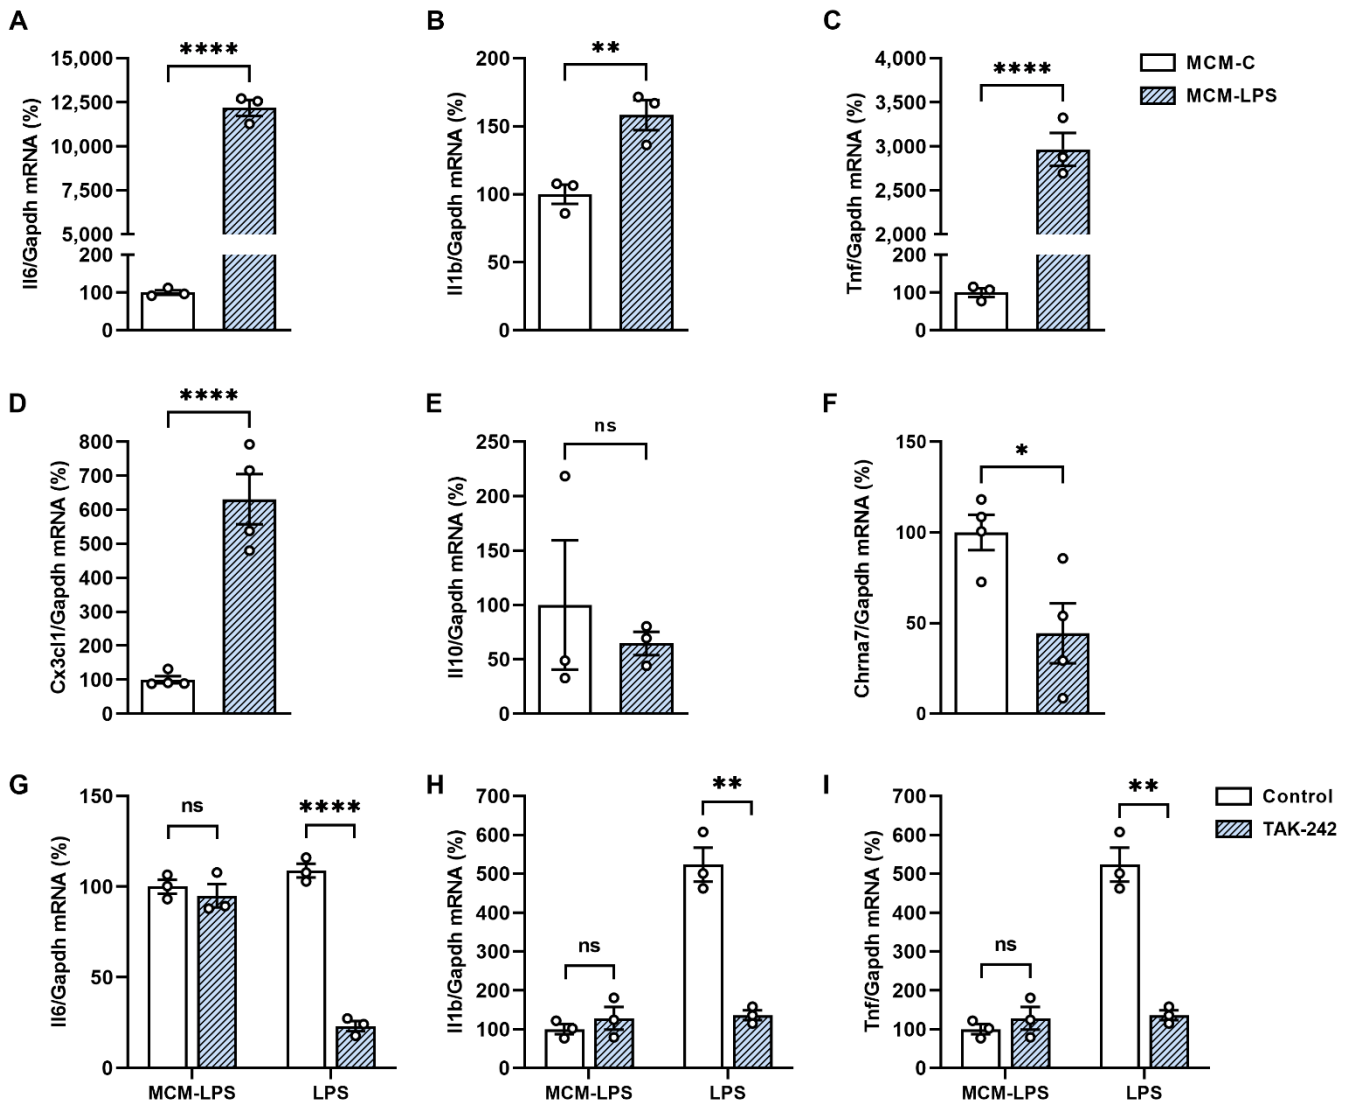 A
Il6/Gapdh mRNA (%)
15,000
12,500
10,000
7,500
5,000
200
100
0
****
B
Il1b/Gapdh mRNA (%)
200
150
100
50
0
**
C
Tnf/Gapdh mRNA (%)
4,000
3,500
3,000
2,500
2,000
200
100
0
****
MCM-C
MCM-LPS
D
Cx3cl1/Gapdh mRNA (%)
800
700
600
500
400
300
200
100
0
****
E
Il10/Gapdh mRNA (%)
250
200
150
100
50
0
ns
F
Chrna7/Gapdh mRNA (%)
150
100
50
0
*
G
Il6/Gapdh mRNA (%)
150
100
50
0
ns
****
MCM-LPS
LPS
H
Il1b/Gapdh mRNA (%)
700
600
500
400
300
200
100
0
ns
**
MCM-LPS
LPS
I
Tnf/Gapdh mRNA (%)
700
600
500
400
300
200
100
0
ns
**
MCM-LPS
LPS
Control
TAK-242